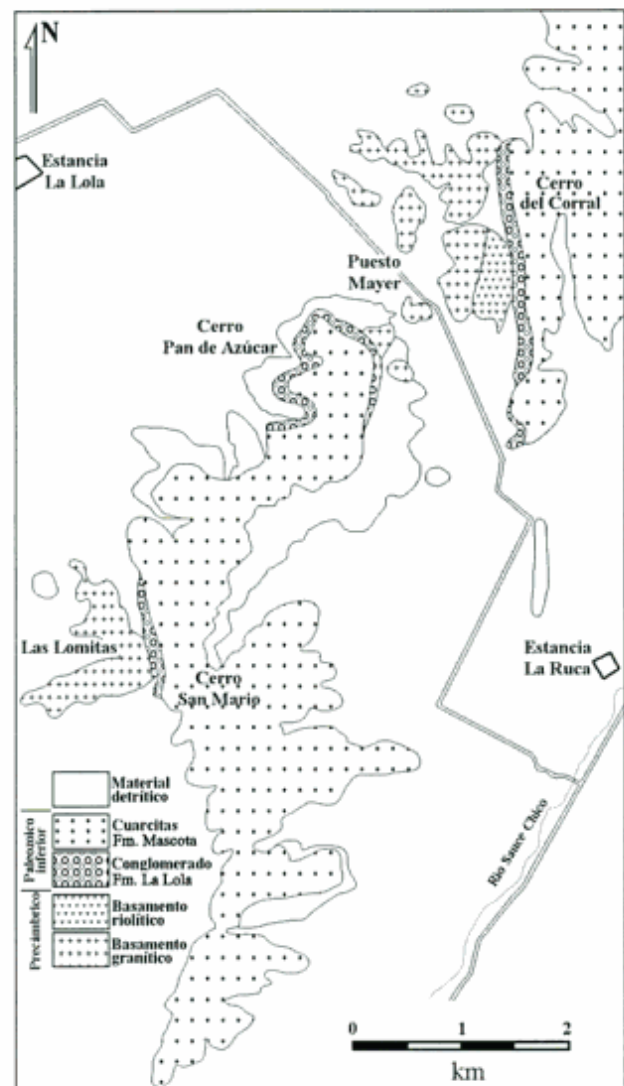 N
Estancia
La Lola
Cerro
del Corral
Puesto
Mayer
Cerro
Pan de Azúcar
Las Lomitas
Cerro
San Mario
Estancia
La Ruca
Río Sauce Chico
Material
detrítico
Paleozoico
inferior
Cuarcitas
Fm. Mascota
Conglomerado
Fm. La Lola
Precámbrico
Basamento
riolítico
Basamento
granítico
0
1
2
km